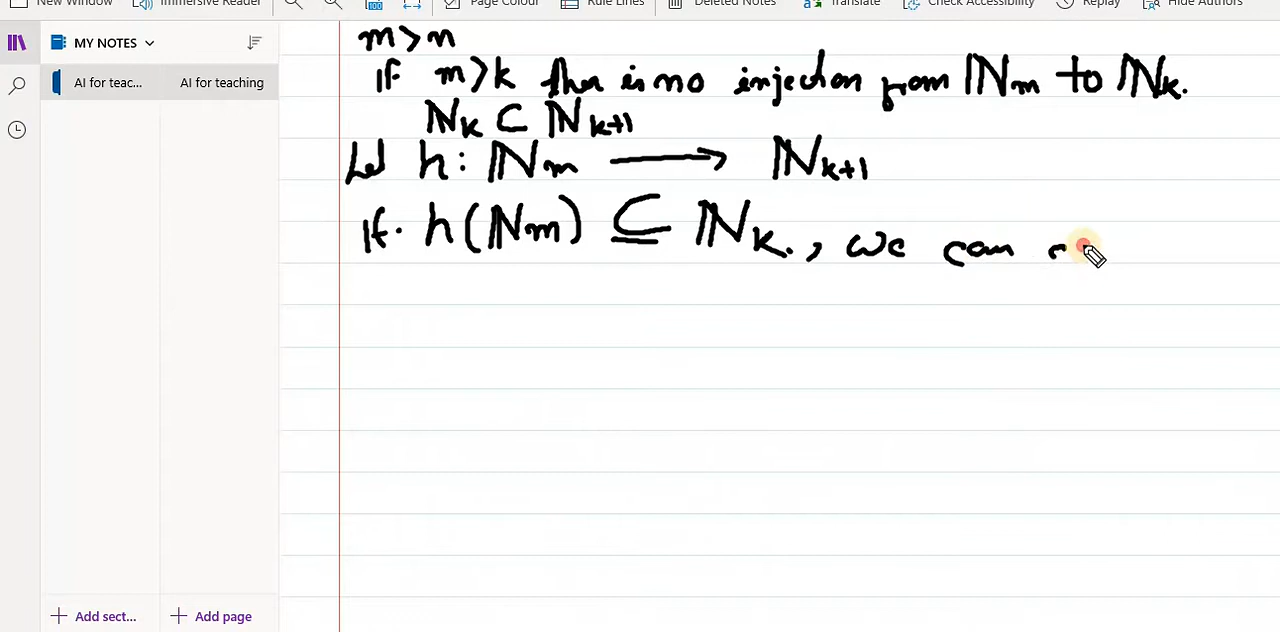 New Window Immersive Reader Page Colour Rule Lines Deleted Notes Translate Check Accessibility Replay Hide Authors
MY NOTES
AI for teac... AI for teaching
m > n
If m > k ther is no injection from ℕm to ℕk.
ℕk ⊂ ℕk+1
Let h : ℕm ⟶ ℕk+1
If. h(ℕm) ⊆ ℕk., we can
Add sect... Add page